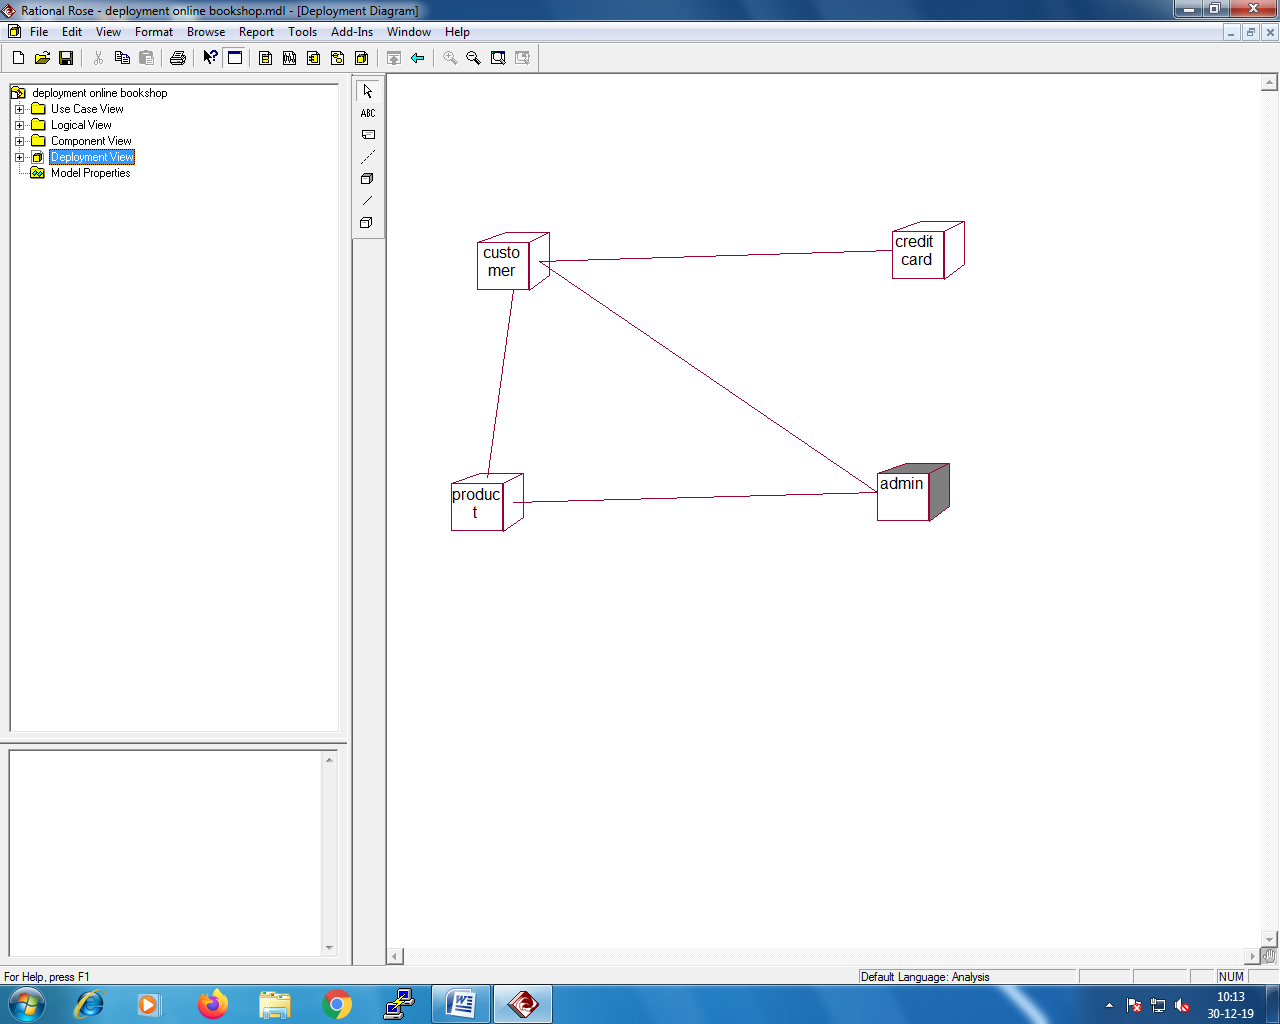 Rational Rose - deployment online bookshop.mdl - [Deployment Diagram]
File Edit View Format Browse Report Tools Add-Ins Window Help
deployment online bookshop
Use Case View
Logical View
Component View
Deployment View
Model Properties
ABC
custo
mer
credit
card
produc
t
admin
For Help, press F1
Default Language: Analysis
NUM
10:13
30-12-19